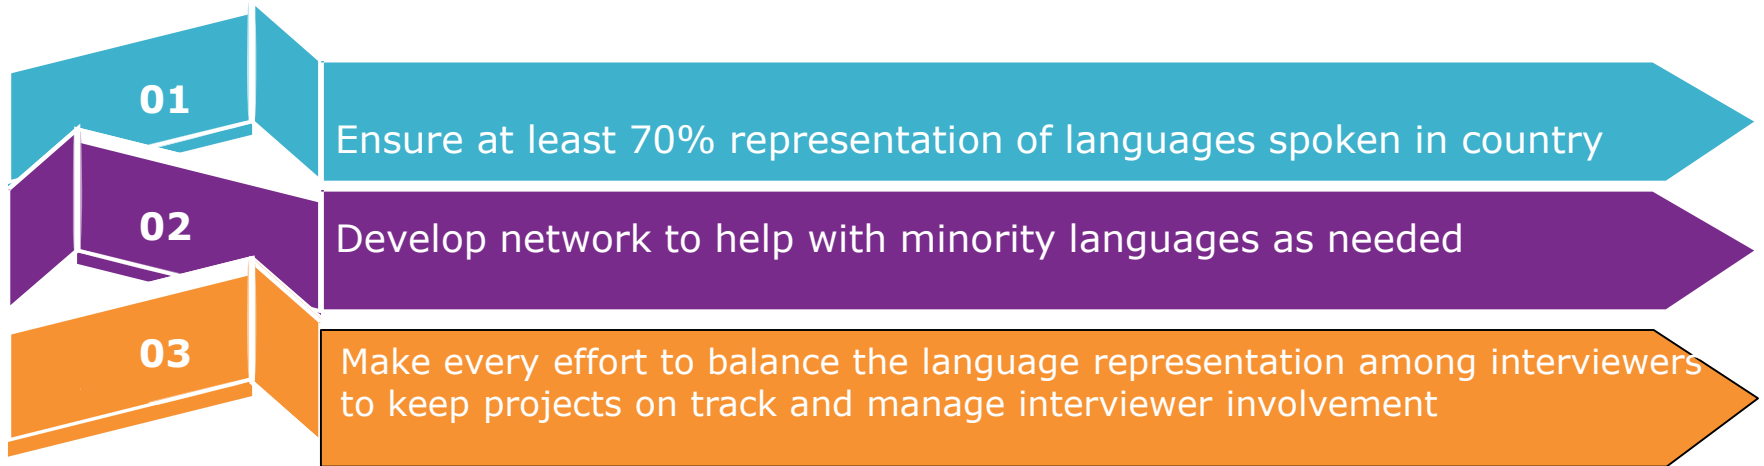 01
Ensure at least 70% representation of languages spoken in country
02
Develop network to help with minority languages as needed
03
Make every effort to balance the language representation among interviewers
to keep projects on track and manage interviewer involvement